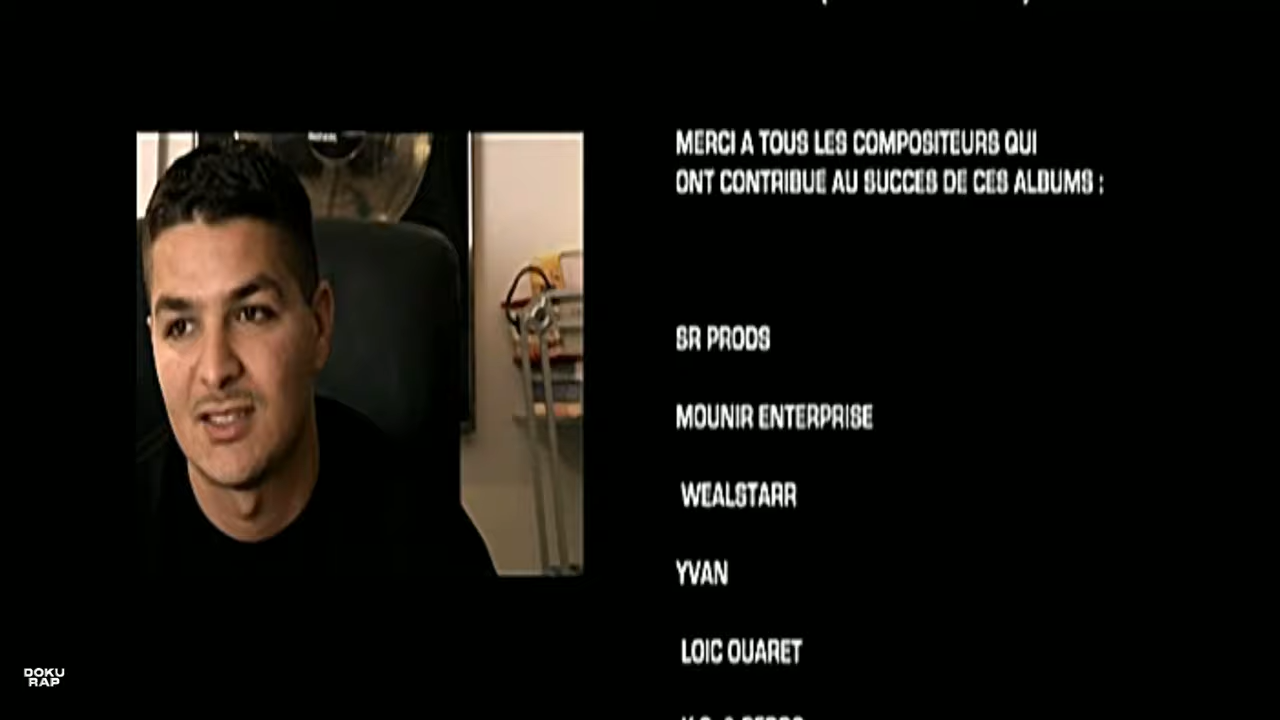 MERCI A TOUS LES COMPOSITEURS QUI
ONT CONTRIBUE AU SUCCES DE CES ALBUMS :
SR PRODS
MOUNIR ENTERPRISE
WEALSTARR
YVAN
LOIC OUARET
DOKU
RAP